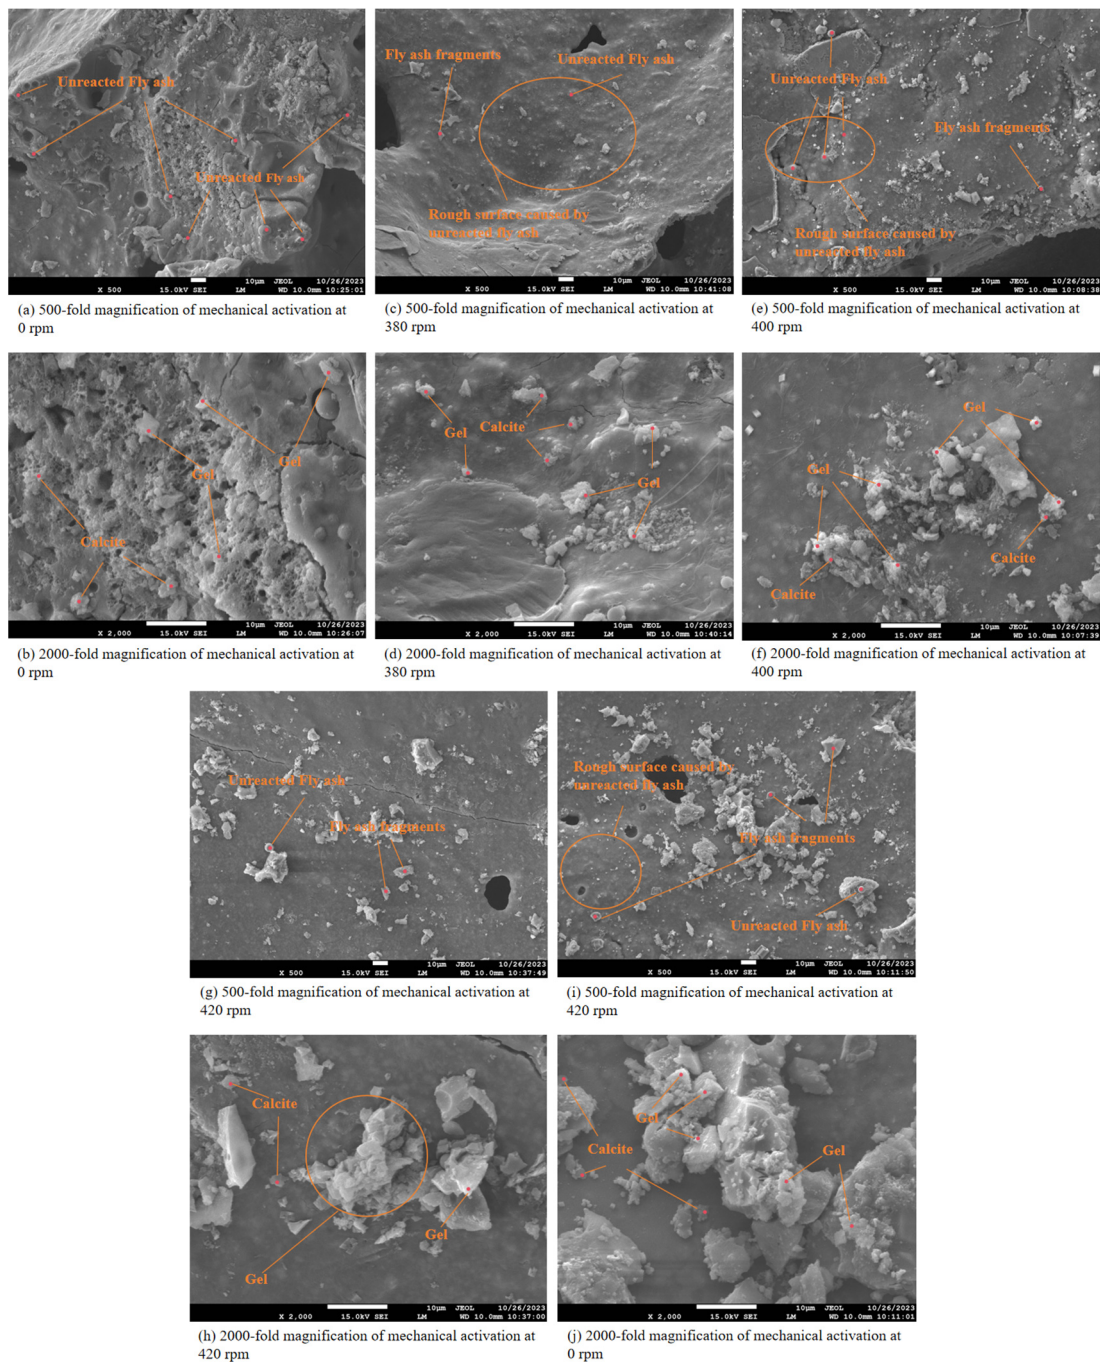 Unreacted Fly ash
Unreacted Fly ash
X 500 15.0kV SEI 10μm JEOL 10/26/2023
LM WD 10.0mm 10:25:01
(a) 500-fold magnification of mechanical activation at
0 rpm
Fly ash fragments
Unreacted Fly ash
Rough surface caused by
unreacted fly ash
X 500 15.0kV SEI 10μm JEOL 10/26/2023
LM WD 10.0mm 10:41:08
(c) 500-fold magnification of mechanical activation at
380 rpm
Unreacted Fly ash
Fly ash fragments
Rough surface caused by
unreacted fly ash
X 500 15.0kV SEI 10μm JEOL 10/26/2023
LM WD 10.0mm 10:08:38
(e) 500-fold magnification of mechanical activation at
400 rpm
Gel
Gel
Calcite
X 2,000 15.0kV SEI 10μm JEOL 10/26/2023
LM WD 10.0mm 10:26:07
(b) 2000-fold magnification of mechanical activation at
0 rpm
Calcite
Gel
Gel
X 2,000 15.0kV SEI 10μm JEOL 10/26/2023
LM WD 10.0mm 10:40:14
(d) 2000-fold magnification of mechanical activation at
380 rpm
Gel
Gel
Calcite
Calcite
X 2,000 15.0kV SEI 10μm JEOL 10/26/2023
LM WD 10.0mm 10:07:39
(f) 2000-fold magnification of mechanical activation at
400 rpm
Unreacted Fly ash
Fly ash fragments
X 500 15.0kV SEI 10μm JEOL 10/26/2023
LM WD 10.0mm 10:37:49
(g) 500-fold magnification of mechanical activation at
420 rpm
Rough surface caused by
unreacted fly ash
Fly ash fragments
Unreacted Fly ash
X 500 15.0kV SEI 10μm JEOL 10/26/2023
LM WD 10.0mm 10:11:50
(i) 500-fold magnification of mechanical activation at
420 rpm
Calcite
Gel
Gel
X 2,000 15.0kV SEI 10μm JEOL 10/26/2023
LM WD 10.0mm 10:37:00
(h) 2000-fold magnification of mechanical activation at
420 rpm
Gel
Calcite
Gel
X 2,000 15.0kV SEI 10μm JEOL 10/26/2023
LM WD 10.0mm 10:11:01
(j) 2000-fold magnification of mechanical activation at
0 rpm